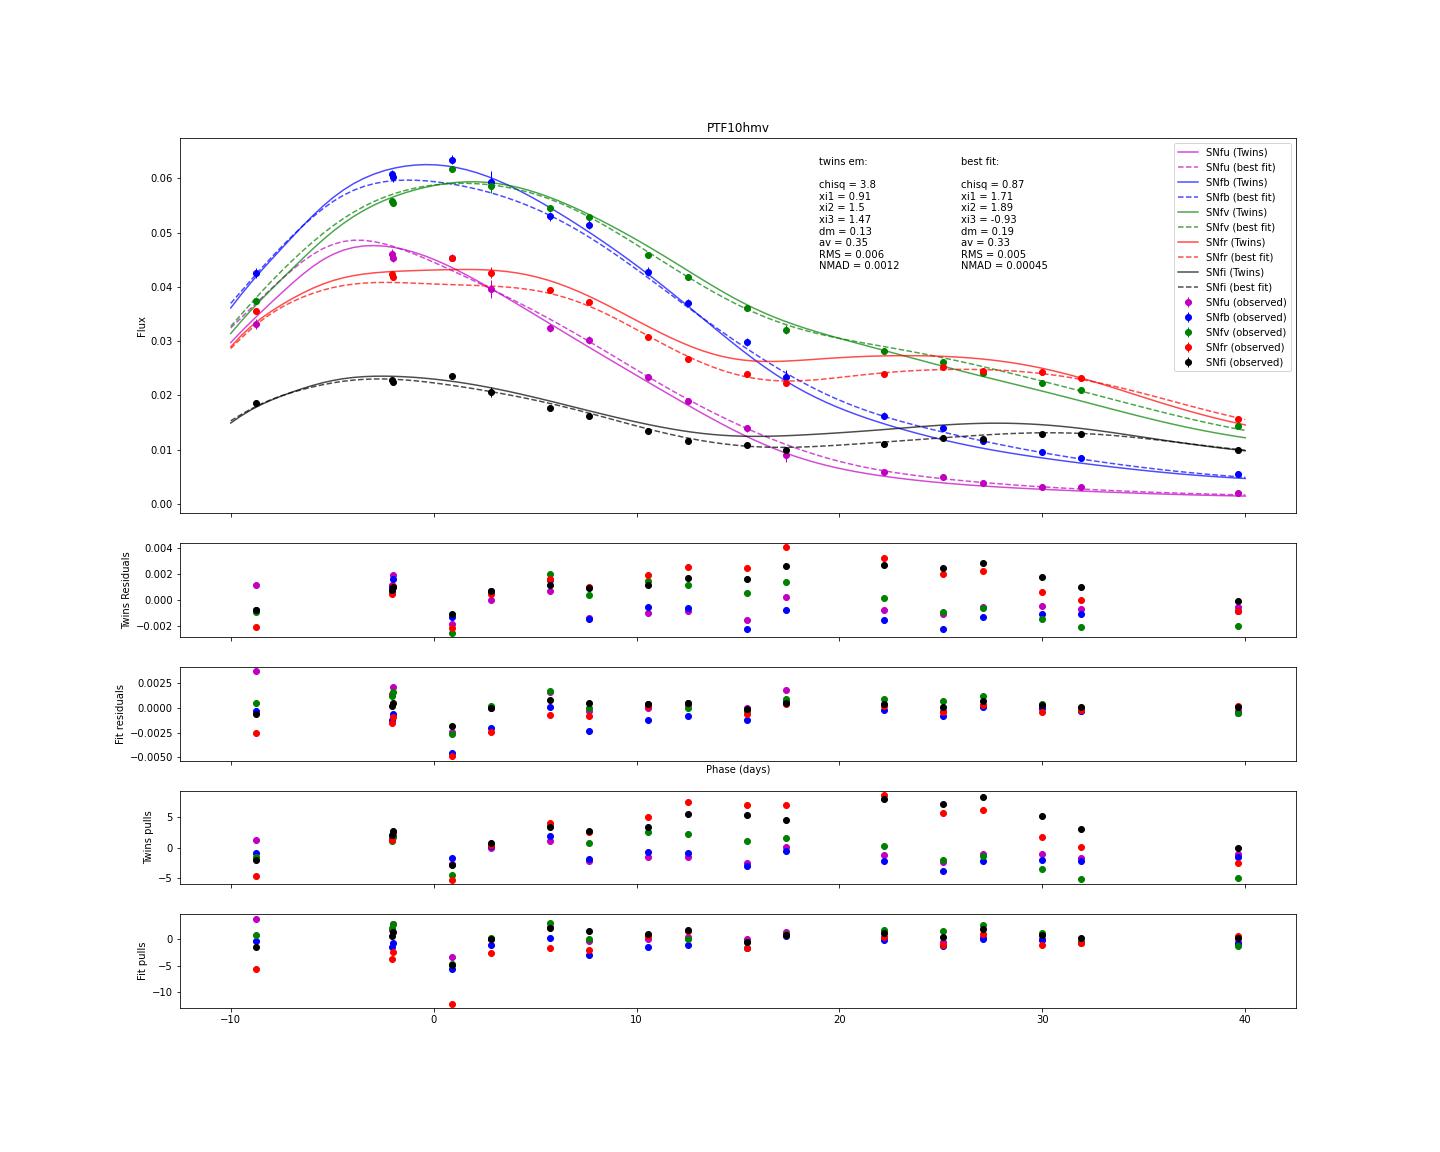 PTF10hmv
Flux
0.06
0.05
0.04
0.03
0.02
0.01
0.00
twins em:
chisq = 3.8
xi1 = 0.91
xi2 = 1.5
xi3 = 1.47
dm = 0.13
av = 0.35
RMS = 0.006
NMAD = 0.0012
best fit:
chisq = 0.87
xi1 = 1.71
xi2 = 1.89
xi3 = -0.93
dm = 0.19
av = 0.33
RMS = 0.005
NMAD = 0.00045
SNfu (Twins)
SNfu (best fit)
SNfb (Twins)
SNfb (best fit)
SNfv (Twins)
SNfv (best fit)
SNfr (Twins)
SNfr (best fit)
SNfi (Twins)
SNfi (best fit)
SNfu (observed)
SNfb (observed)
SNfv (observed)
SNfr (observed)
SNfi (observed)
Twins Residuals
0.004
0.002
0.000
−0.002
Fit residuals
0.0025
0.0000
−0.0025
−0.0050
Phase (days)
Twins pulls
5
0
−5
Fit pulls
0
−5
−10
−10 0 10 20 30 40